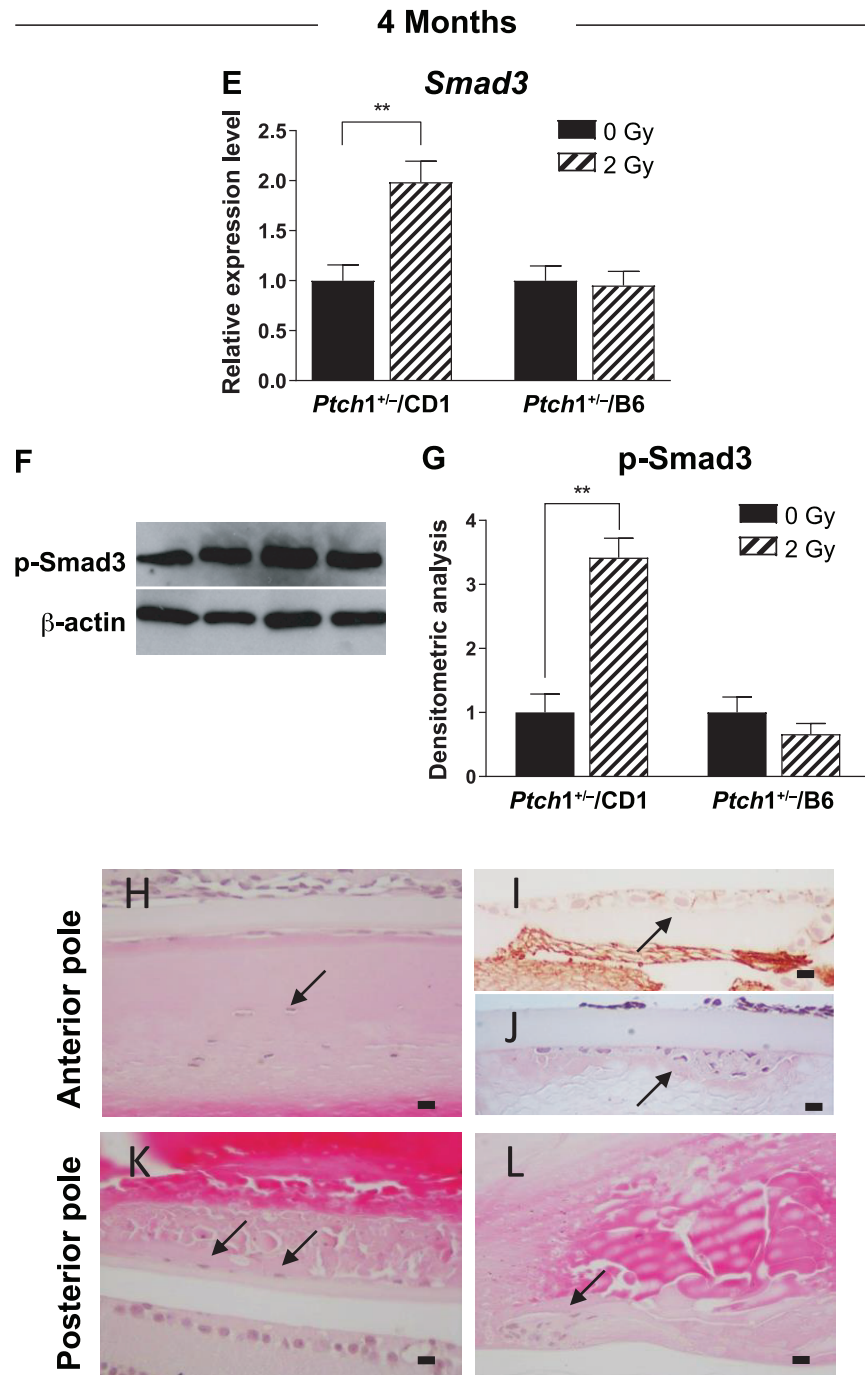 4 Months
E Smad3
**
Relative expression level
2.5
2.0
1.5
1.0
0.5
0.0
0 Gy
2 Gy
Ptch1+/−/CD1 Ptch1+/−/B6
F
p-Smad3
β-actin
G p-Smad3
**
Densitometric analysis
4
3
2
1
0
0 Gy
2 Gy
Ptch1+/−/CD1 Ptch1+/−/B6
Anterior pole
H
I
J
Posterior pole
K
L